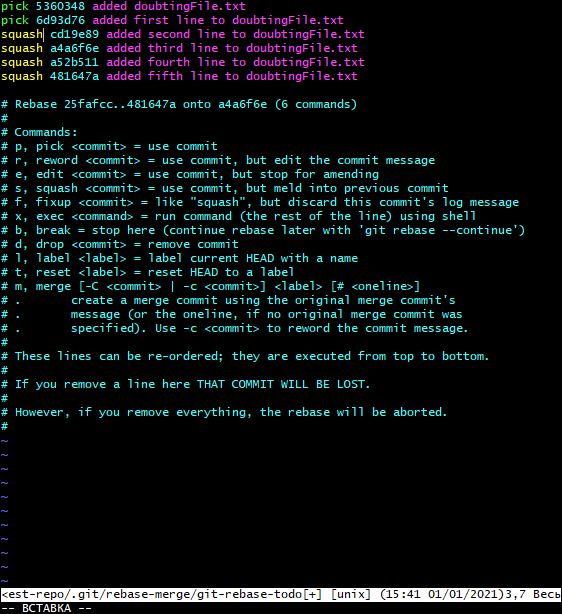 pick 5360348 added doubtingFile.txt
pick 6d93d76 added first line to doubtingFile.txt
squash cd19e89 added second line to doubtingFile.txt
squash a4a6f6e added third line to doubtingFile.txt
squash a52b511 added fourth line to doubtingFile.txt
squash 481647a added fifth line to doubtingFile.txt
# Rebase 25fafcc..481647a onto a4a6f6e (6 commands)
#
# Commands:
# p, pick <commit> = use commit
# r, reword <commit> = use commit, but edit the commit message
# e, edit <commit> = use commit, but stop for amending
# s, squash <commit> = use commit, but meld into previous commit
# f, fixup <commit> = like "squash", but discard this commit's log message
# x, exec <command> = run command (the rest of the line) using shell
# b, break = stop here (continue rebase later with 'git rebase --continue')
# d, drop <commit> = remove commit
# l, label <label> = label current HEAD with a name
# t, reset <label> = reset HEAD to a label
# m, merge [-C <commit> | -c <commit>] <label> [# <oneline>]
# .       create a merge commit using the original merge commit's
# .       message (or the oneline, if no original merge commit was
# .       specified). Use -c <commit> to reword the commit message.
#
# These lines can be re-ordered; they are executed from top to bottom.
#
# If you remove a line here THAT COMMIT WILL BE LOST.
#
# However, if you remove everything, the rebase will be aborted.
#
~
~
~
~
~
~
~
~
~
~
~
<est-repo/.git/rebase-merge/git-rebase-todo[+] [unix] (15:41 01/01/2021)3,7 Весь
-- ВСТАВКА --